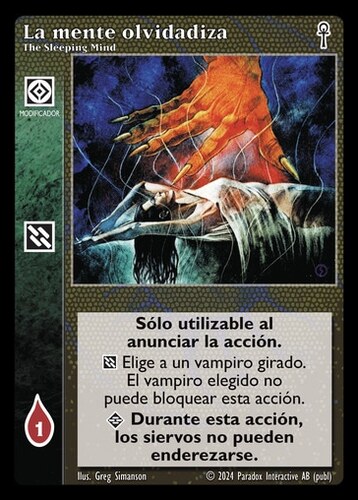 La mente olvidadiza
The Sleeping Mind
MODIFICADOR
Sólo utilizable al
anunciar la acción.
Elige a un vampiro girado.
El vampiro elegido no
puede bloquear esta acción.
Durante esta acción,
los siervos no pueden
enderezarse.
1
Ilus. Greg Simanson
© 2024 Paradox Interactive AB (publ)